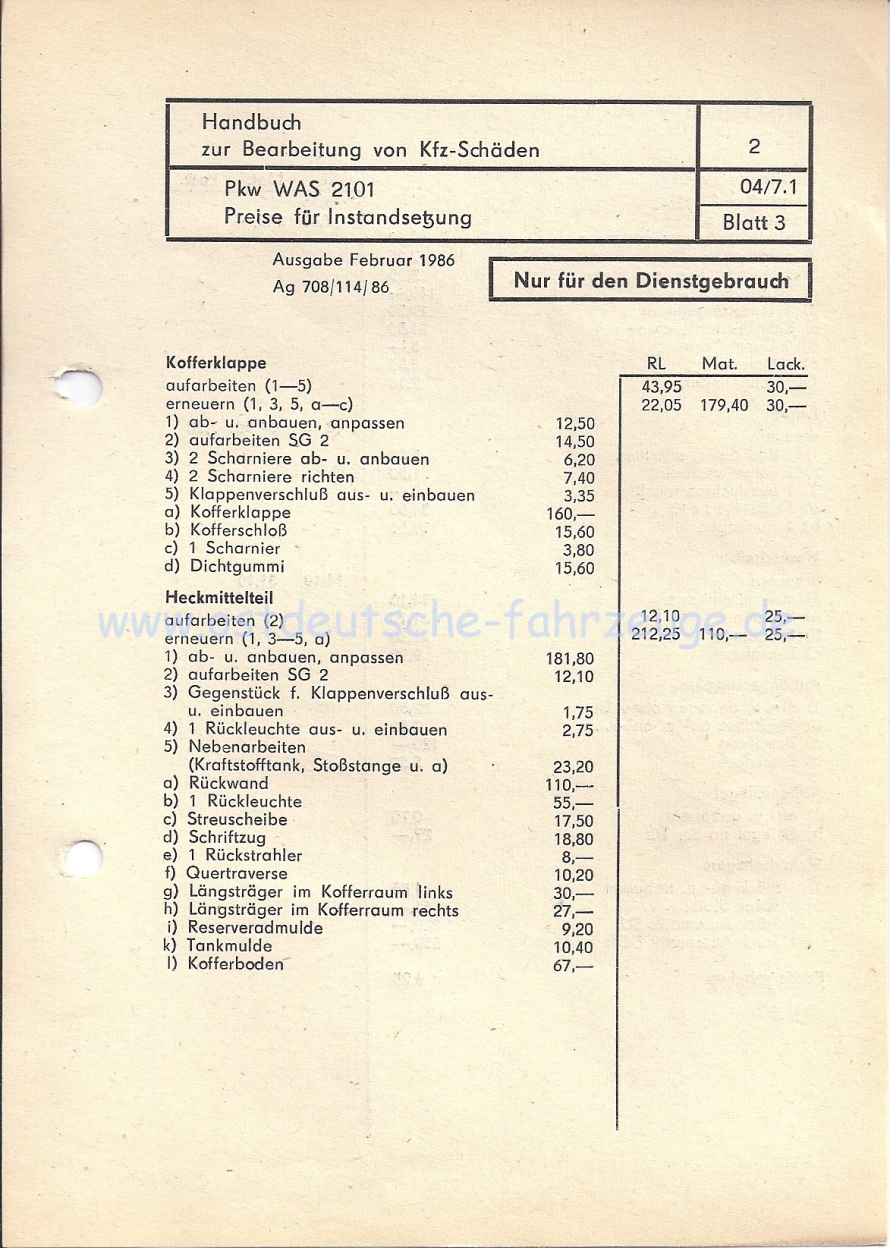 Handbuch
zur Bearbeitung von Kfz-Schäden
2
Pkw WAS 2101
Preise für Instandsetzung
04/7.1
Blatt 3
Ausgabe Februar 1986
Ag 708/114/86
Nur für den Dienstgebrauch
Kofferklappe RL Mat. Lack.
aufarbeiten (1—5) 43,95 30,—
erneuern (1, 3, 5, a—c) 22,05 179,40 30,—
1) ab- u. anbauen, anpassen 12,50
2) aufarbeiten SG 2 14,50
3) 2 Scharniere ab- u. anbauen 6,20
4) 2 Scharniere richten 7,40
5) Klappenverschluß aus- u. einbauen 3,35
a) Kofferklappe 160,—
b) Kofferschloß 15,60
c) 1 Scharnier 3,80
d) Dichtgummi 15,60
Heckmittelteil
www.ostdeutsche-fahrzeuge.de
aufarbeiten (2) 12,10 25,—
erneuern (1, 3—5, a) 212,25 110,— 25,—
1) ab- u. anbauen, anpassen 181,80
2) aufarbeiten SG 2 12,10
3) Gegenstück f. Klappenverschluß aus-
u. einbauen 1,75
4) 1 Rückleuchte aus- u. einbauen 2,75
5) Nebenarbeiten
(Kraftstofftank, Stoßstange u. a) 23,20
a) Rückwand 110,—
b) 1 Rückleuchte 55,—
c) Streuscheibe 17,50
d) Schriftzug 18,80
e) 1 Rückstrahler 8,—
f) Quertraverse 10,20
g) Längsträger im Kofferraum links 30,—
h) Längsträger im Kofferraum rechts 27,—
i) Reserveradmulde 9,20
k) Tankmulde 10,40
l) Kofferboden 67,—